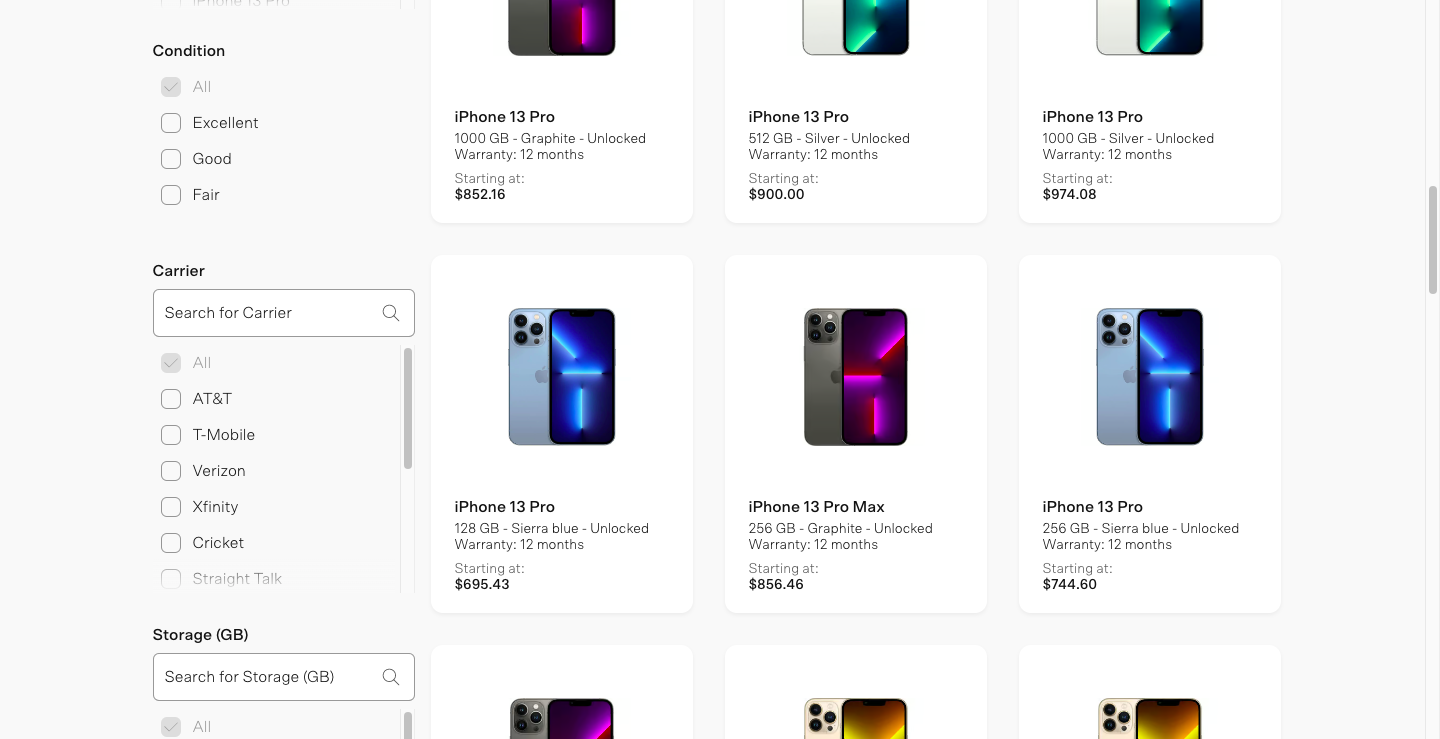 iPhone 13 Pro
Condition
All
Excellent
Good
Fair
Carrier
Search for Carrier
All
AT&T
T-Mobile
Verizon
Xfinity
Cricket
Straight Talk
Storage (GB)
Search for Storage (GB)
All
iPhone 13 Pro
1000 GB - Graphite - Unlocked
Warranty: 12 months
Starting at:
$852.16
iPhone 13 Pro
512 GB - Silver - Unlocked
Warranty: 12 months
Starting at:
$900.00
iPhone 13 Pro
1000 GB - Silver - Unlocked
Warranty: 12 months
Starting at:
$974.08
iPhone 13 Pro
128 GB - Sierra blue - Unlocked
Warranty: 12 months
Starting at:
$695.43
iPhone 13 Pro Max
256 GB - Graphite - Unlocked
Warranty: 12 months
Starting at:
$856.46
iPhone 13 Pro
256 GB - Sierra blue - Unlocked
Warranty: 12 months
Starting at:
$744.60